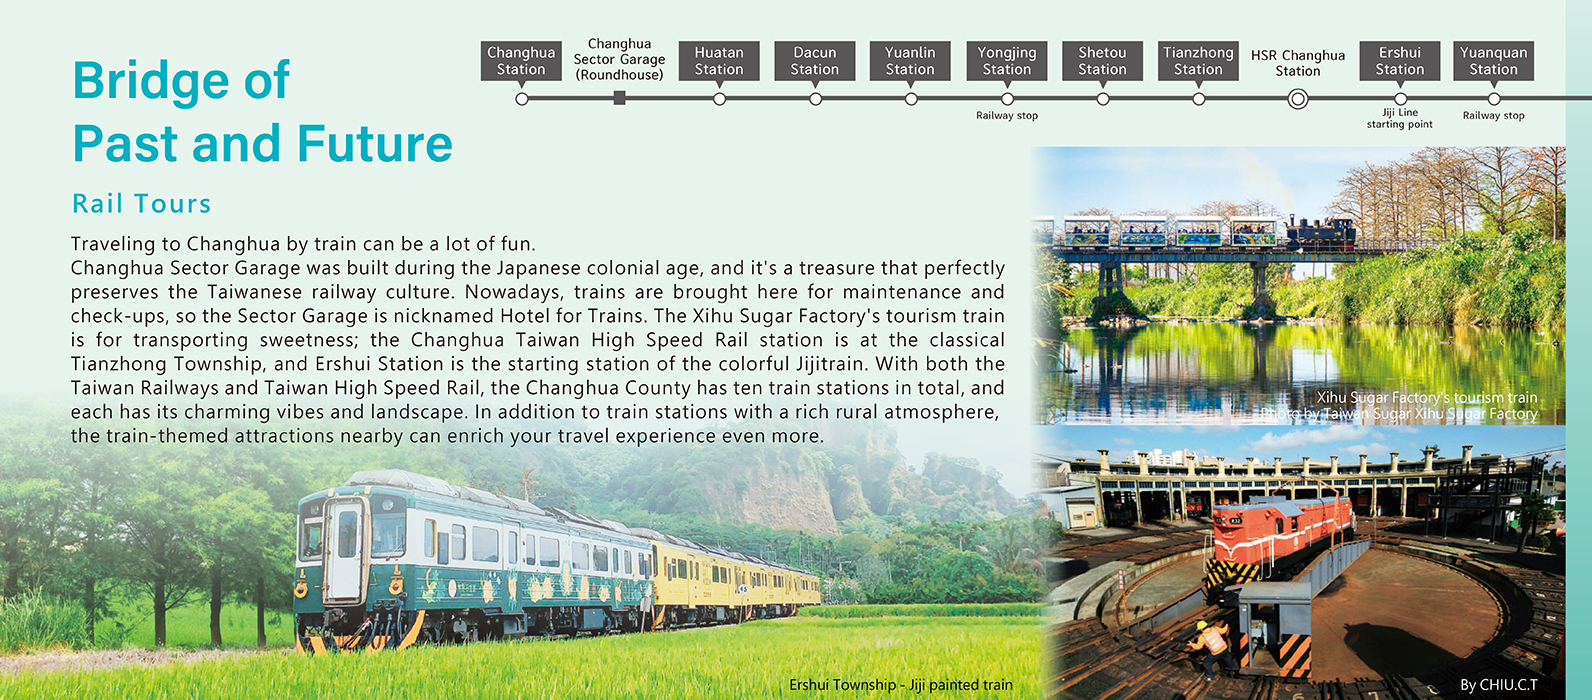 Bridge of
Past and Future
Rail Tours
Changhua
Station
Changhua
Sector Garage
(Roundhouse)
Huatan
Station
Dacun
Station
Yuanlin
Station
Yongjing
Station
Railway stop
Shetou
Station
Tianzhong
Station
HSR Changhua
Station
Ershui
Station
Jiji Line
starting point
Yuanquan
Station
Railway stop
Traveling to Changhua by train can be a lot of fun.
Changhua Sector Garage was built during the Japanese colonial age, and it's a treasure that perfectly
preserves the Taiwanese railway culture. Nowadays, trains are brought here for maintenance and
check-ups, so the Sector Garage is nicknamed Hotel for Trains. The Xihu Sugar Factory's tourism train
is for transporting sweetness; the Changhua Taiwan High Speed Rail station is at the classical
Tianzhong Township, and Ershui Station is the starting station of the colorful Jijitrain. With both the
Taiwan Railways and Taiwan High Speed Rail, the Changhua County has ten train stations in total, and
each has its charming vibes and landscape. In addition to train stations with a rich rural atmosphere,
the train-themed attractions nearby can enrich your travel experience even more.
Xihu Sugar Factory's tourism train
Photo by Taiwan Sugar Xihu Sugar Factory
Ershui Township - Jiji painted train
By CHIU.C.T